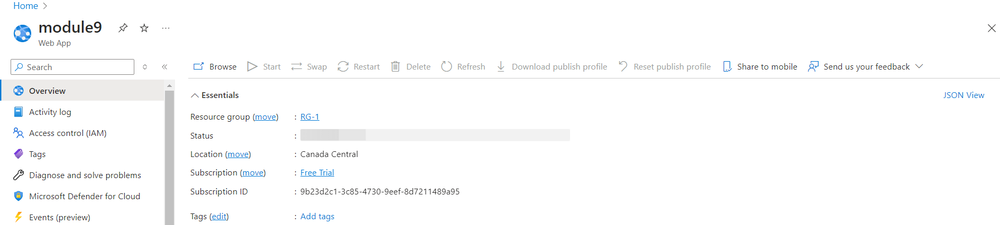 Home >
module9
Web App
Search
Browse Start Swap Restart Delete Refresh Download publish profile Reset publish profile Share to mobile Send us your feedback
Overview
Activity log
Access control (IAM)
Tags
Diagnose and solve problems
Microsoft Defender for Cloud
Events (preview)
Essentials JSON View
Resource group (move) : RG-1
Status :
Location (move) : Canada Central
Subscription (move) : Free Trial
Subscription ID : 9b23d2c1-3c85-4730-9eef-8d7211489a95
Tags (edit) : Add tags